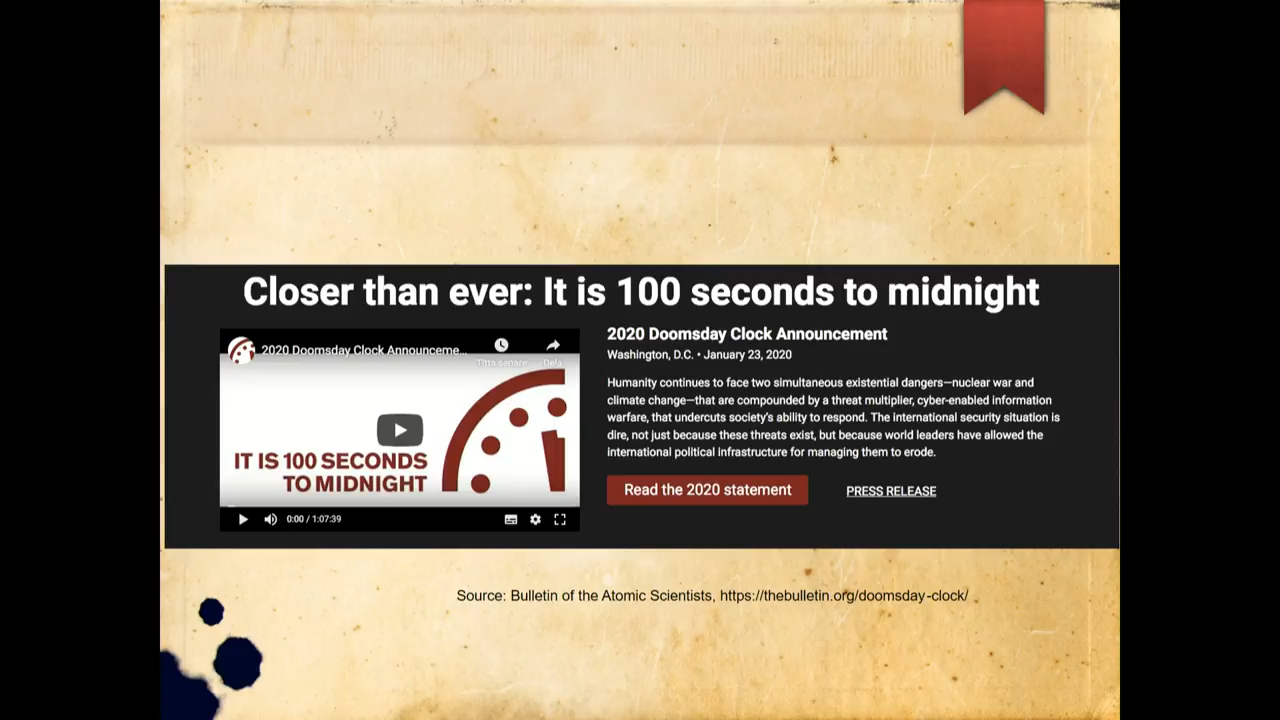 Closer than ever: It is 100 seconds to midnight
2020 Doomsday Clock Announceme...
Titta senare
Dela
IT IS 100 SECONDS
TO MIDNIGHT
0:00 / 1:07:39
2020 Doomsday Clock Announcement
Washington, D.C. • January 23, 2020
Humanity continues to face two simultaneous existential dangers—nuclear war and
climate change—that are compounded by a threat multiplier, cyber-enabled information
warfare, that undercuts society's ability to respond. The international security situation is
dire, not just because these threats exist, but because world leaders have allowed the
international political infrastructure for managing them to erode.
Read the 2020 statement
PRESS RELEASE
Source: Bulletin of the Atomic Scientists, https://thebulletin.org/doomsday-clock/